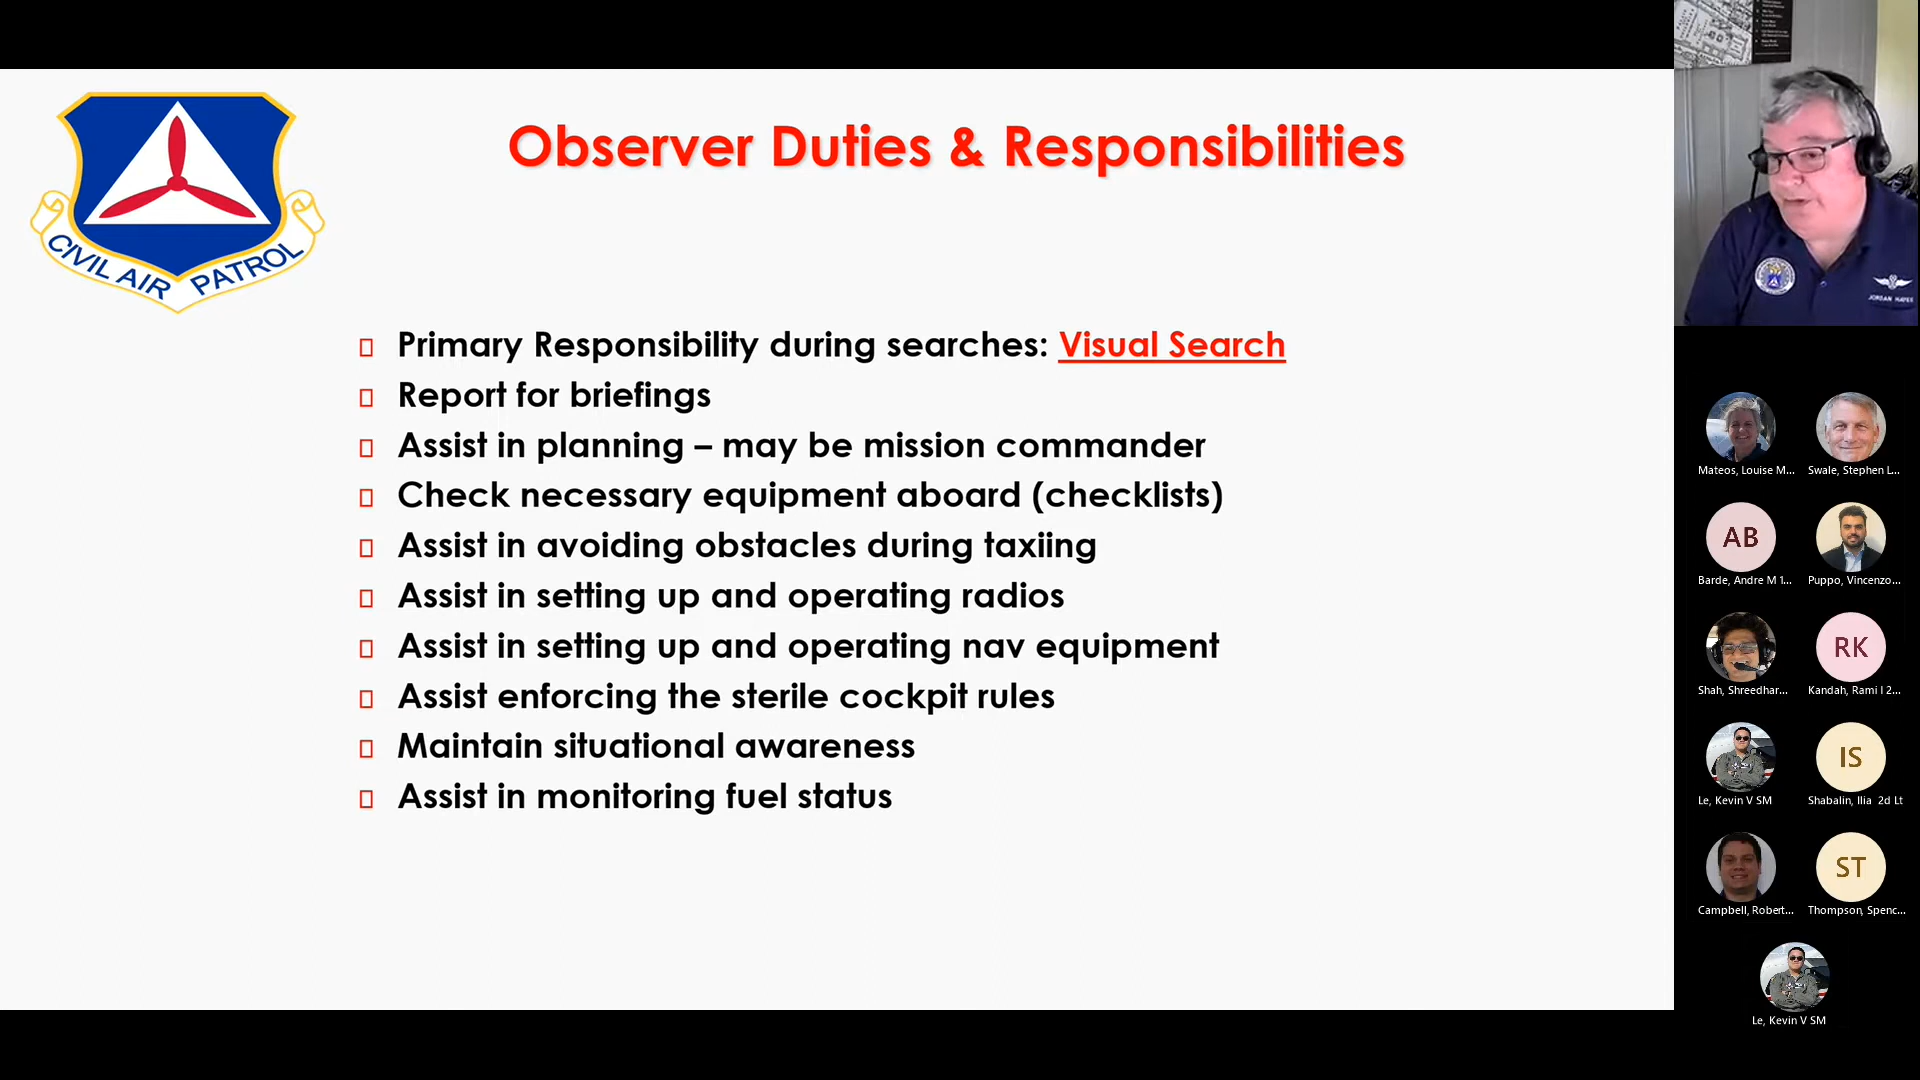 Observer Duties & Responsibilities
CIVIL AIR PATROL
Primary Responsibility during searches: Visual Search
Report for briefings
Assist in planning – may be mission commander
Check necessary equipment aboard (checklists)
Assist in avoiding obstacles during taxiing
Assist in setting up and operating radios
Assist in setting up and operating nav equipment
Assist enforcing the sterile cockpit rules
Maintain situational awareness
Assist in monitoring fuel status
JORDAN HAYES
Mateos, Louise M...
Swale, Stephen L...
AB
Barde, Andre M 1...
Puppo, Vincenzo...
Shah, Shreedhar...
RK
Kandah, Rami I 2...
Le, Kevin V SM
IS
Shabalin, Ilia 2d Lt
Campbell, Robert...
ST
Thompson, Spenc...
Le, Kevin V SM